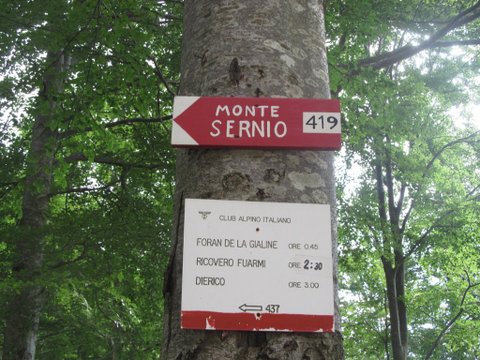 MONTE
SERNIO 419
CLUB ALPINO ITALIANO
FORAN DE LA GIALINE ORE 0.45
RICOVERO FUARMI ORE 2:30
DIERICO ORE 3.00
437